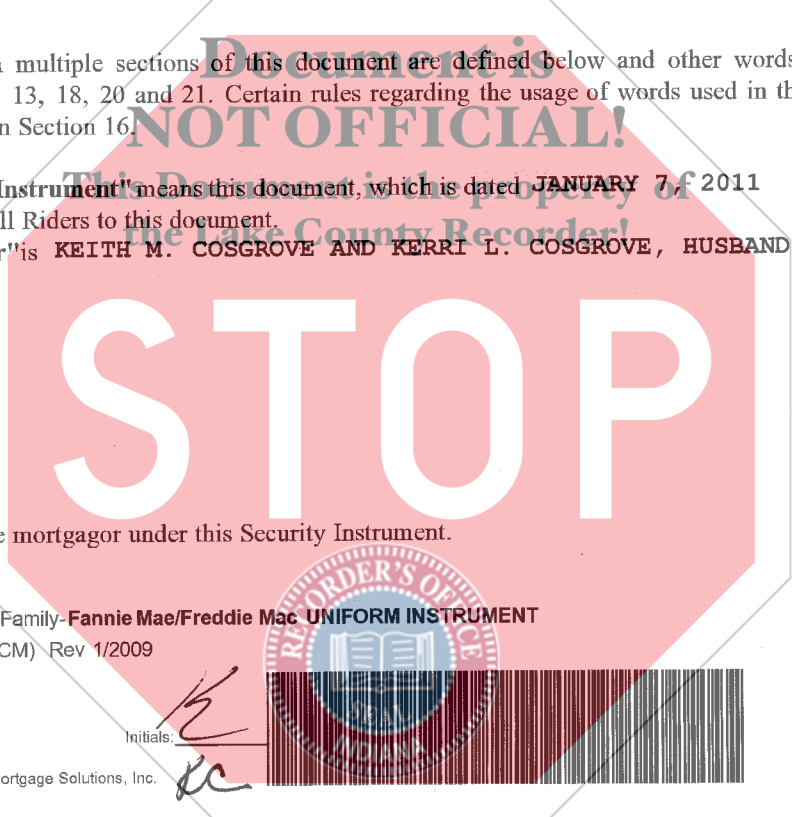 Document is
multiple sections of this document are defined below and other words
13, 18, 20 and 21. Certain rules regarding the usage of words used in th
n Section 16.
NOT OFFICIAL!
Instrument" means this document, which is dated JANUARY 7, 2011
This Document is the property of
ll Riders to this document.
the Lake County Recorder!
r" is KEITH M. COSGROVE AND KERRI L. COSGROVE, HUSBAND
STOP
e mortgagor under this Security Instrument.
RECORDER'S OFFICE
Family-Fannie Mae/Freddie Mac UNIFORM INSTRUMENT
CM) Rev 1/2009
SEAL
INDIANA
Initials:
KC
ortgage Solutions, Inc.